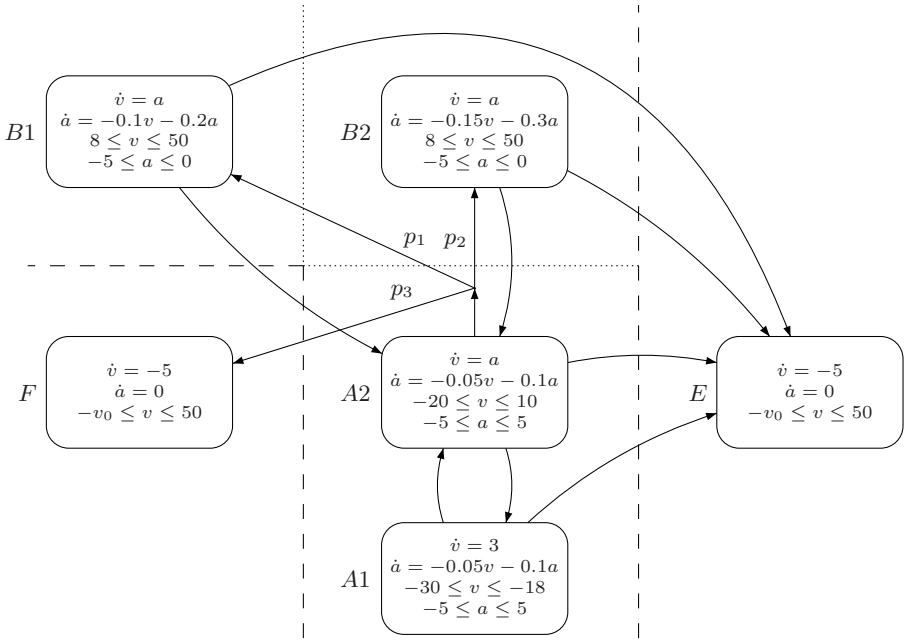 B1
v̇ = a
ȧ = −0.1v − 0.2a
8 ≤ v ≤ 50
−5 ≤ a ≤ 0
B2
v̇ = a
ȧ = −0.15v − 0.3a
8 ≤ v ≤ 50
−5 ≤ a ≤ 0
p₁
p₂
p₃
F
v̇ = −5
ȧ = 0
−v₀ ≤ v ≤ 50
A2
v̇ = a
ȧ = −0.05v − 0.1a
−20 ≤ v ≤ 10
−5 ≤ a ≤ 5
E
v̇ = −5
ȧ = 0
−v₀ ≤ v ≤ 50
A1
v̇ = 3
ȧ = −0.05v − 0.1a
−30 ≤ v ≤ −18
−5 ≤ a ≤ 5